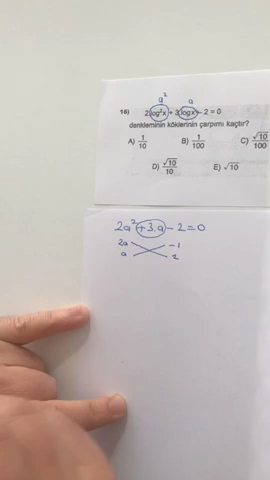 a² a
16) 2log²x + 3logx - 2 = 0
denkleminin köklerinin çarpımı kaçtır?
A) 1/10 B) 1/100 C) √10/100
D) √10/10 E) √10
2a² + 3.a - 2 = 0
2a -1
a 2